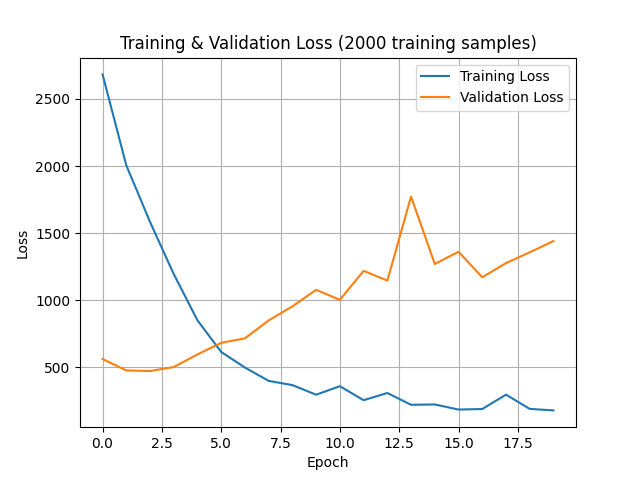 Training & Validation Loss (2000 training samples)
Training Loss
Validation Loss
2500
2000
1500
1000
500
Loss
0.0 2.5 5.0 7.5 10.0 12.5 15.0 17.5
Epoch